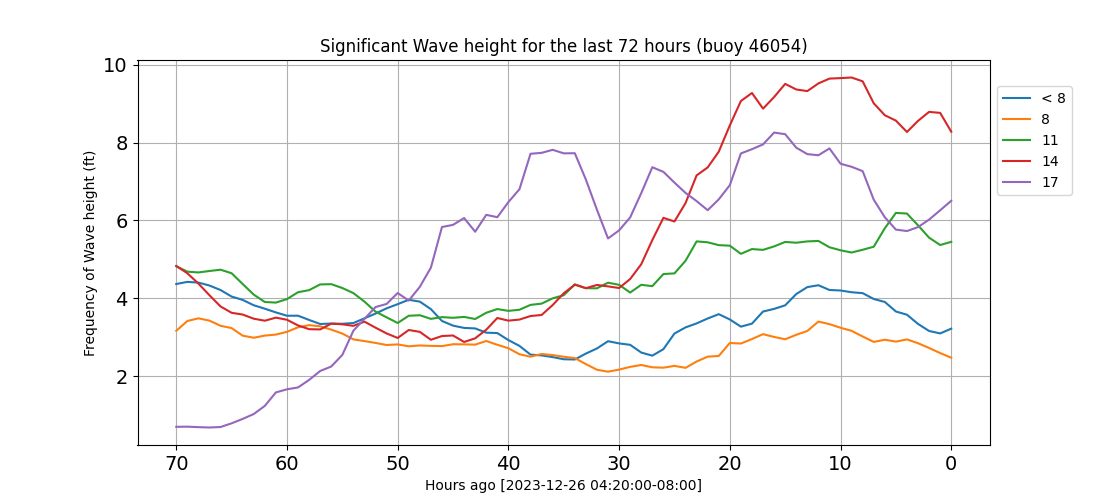 Significant Wave height for the last 72 hours (buoy 46054)
Frequency of Wave height (ft)
10
8
6
4
2
70 60 50 40 30 20 10 0
Hours ago [2023-12-26 04:20:00-08:00]
< 8
8
11
14
17